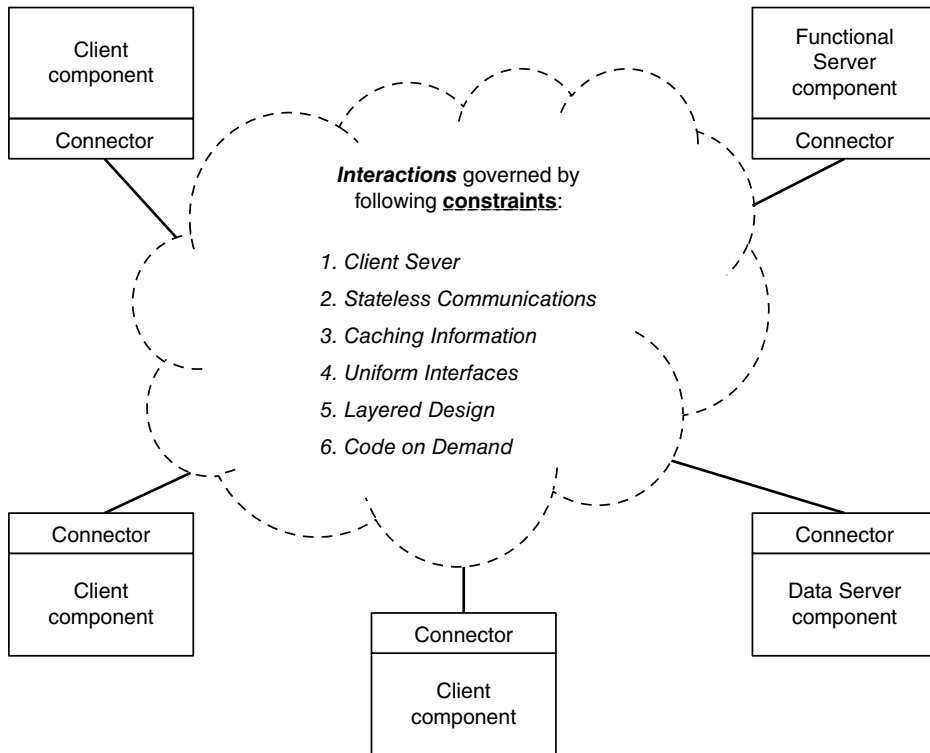 Client
component
Connector
Functional
Server
component
Connector
Interactions governed by
following constraints:
1. Client Sever
2. Stateless Communications
3. Caching Information
4. Uniform Interfaces
5. Layered Design
6. Code on Demand
Connector
Client
component
Connector
Client
component
Connector
Data Server
component